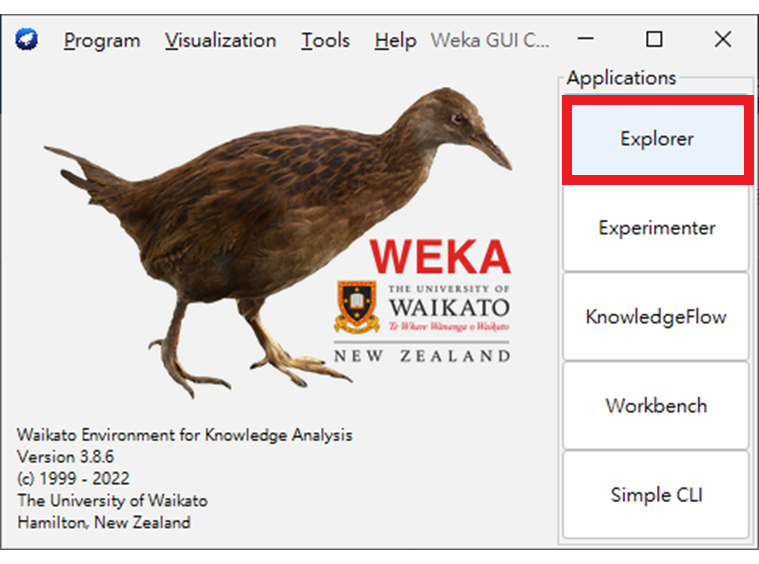 Program Visualization Tools Help Weka GUI C...
Applications
Explorer
Experimenter
KnowledgeFlow
Workbench
Simple CLI
WEKA
THE UNIVERSITY OF
WAIKATO
Te Whare Wānanga o Waikato
NEW ZEALAND
Waikato Environment for Knowledge Analysis
Version 3.8.6
(c) 1999 - 2022
The University of Waikato
Hamilton, New Zealand